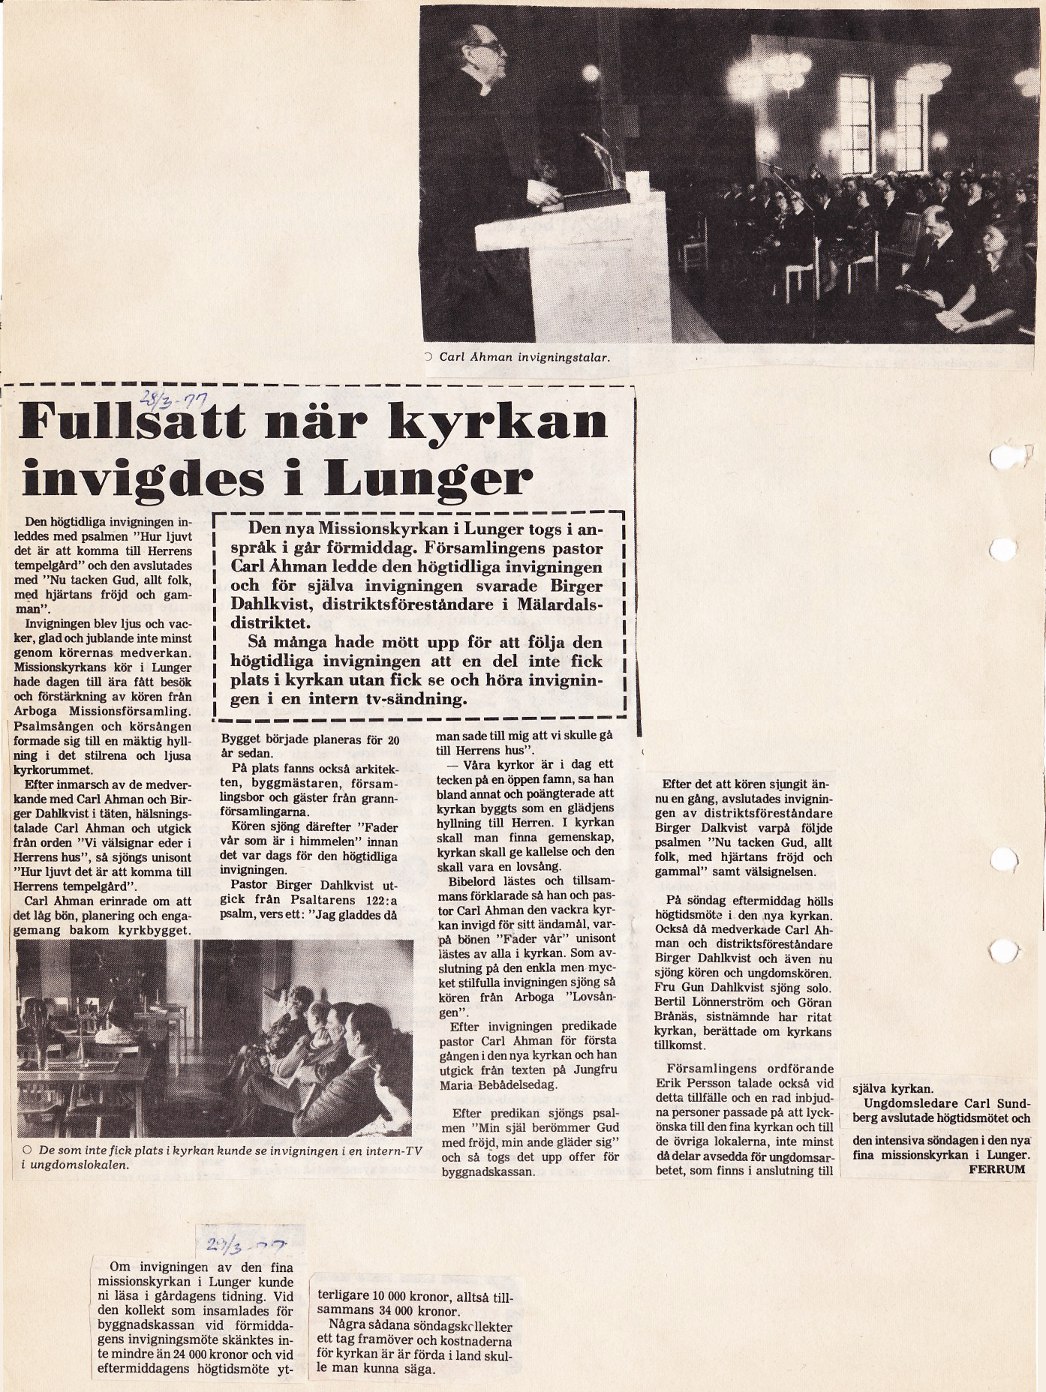 Carl Åhman invigningstalar.
28/3-77
Fullsatt när kyrkan
invigdes i Lunger
Den nya Missionskyrkan i Lunger togs i an-
språk i går förmiddag. Församlingens pastor
Carl Åhman ledde den högtidliga invigningen
och för själva invigningen svarade Birger
Dahlkvist, distriktsföreståndare i Mälardals-
distriktet.
Så många hade mött upp för att följa den
högtidliga invigningen att en del inte fick
plats i kyrkan utan fick se och höra invignin-
gen i en intern tv-sändning.
Den högtidliga invigningen in-
leddes med psalmen "Hur ljuvt
det är att komma till Herrens
tempelgård" och den avslutades
med "Nu tacken Gud, allt folk,
med hjärtans fröjd och gam-
man".
Invigningen blev ljus och vac-
ker, glad och jublande inte minst
genom körernas medverkan.
Missionskyrkans kör i Lunger
hade dagen till ära fått besök
och förstärkning av kören från
Arboga Missionsförsamling.
Psalmsången och körsången
formade sig till en mäktig hyll-
ning i det stilrena och ljusa
kyrkorummet.
Efter inmarsch av de medver-
kande med Carl Åhman och Bir-
ger Dahlkvist i täten, hälsnings-
talade Carl Åhman och utgick
från orden "Vi välsignar eder i
Herrens hus", så sjöngs unisont
"Hur ljuvt det är att komma till
Herrens tempelgård".
Carl Åhman erinrade om att
det låg bön, planering och enga-
gemang bakom kyrkbygget.
Bygget började planeras för 20
år sedan.
På plats fanns också arkitek-
ten, byggmästaren, försam-
lingsbor och gäster från grann-
församlingarna.
Kören sjöng därefter "Fader
vår som är i himmelen" innan
det var dags för den högtidliga
invigningen.
Pastor Birger Dahlkvist ut-
gick från Psaltarens 122:a
psalm, vers ett: "Jag gladdes då
man sade till mig att vi skulle gå
till Herrens hus".
— Våra kyrkor är i dag ett
tecken på en öppen famn, sa han
bland annat och poängterade att
kyrkan byggts som en glädjens
hyllning till Herren. I kyrkan
skall man finna gemenskap,
kyrkan skall ge kallelse och den
skall vara en lovsång.
Bibelord lästes och tillsam-
mans förklarade så han och pas-
tor Carl Åhman den vackra kyr-
kan invigd för sitt ändamål, var-
på bönen "Fader vår" unisont
lästes av alla i kyrkan. Som av-
slutning på den enkla men myc-
ket stilfulla invigningen sjöng så
kören från Arboga "Lovsån-
gen".
Efter invigningen predikade
pastor Carl Åhman för första
gången i den nya kyrkan och han
utgick från texten på Jungfru
Maria Bebådelsedag.
Efter predikan sjöngs psal-
men "Min själ berömmer Gud
med fröjd, min ande gläder sig"
och så togs det upp offer för
byggnadskassan.
De som inte fick plats i kyrkan kunde se invigningen i en intern-TV
i ungdomslokalen.
Efter det att kören sjungit än-
nu en gång, avslutades invignin-
gen av distriktsföreståndare
Birger Dalkvist varpå följde
psalmen "Nu tacken Gud, allt
folk, med hjärtans fröjd och
gammal" samt välsignelsen.
På söndag eftermiddag hölls
högtidsmöte i den nya kyrkan.
Också då medverkade Carl Åh-
man och distriktsföreståndare
Birger Dahlkvist och även nu
sjöng kören och ungdomskören.
Fru Gun Dahlkvist sjöng solo.
Bertil Lönnerström och Göran
Brånäs, sistnämnde har ritat
kyrkan, berättade om kyrkans
tillkomst.
Församlingens ordförande
Erik Persson talade också vid
detta tillfälle och en rad inbjud-
na personer passade på att lyck-
önska till den fina kyrkan och till
de övriga lokalerna, inte minst
då delar avsedda för ungdomsar-
betet, som finns i anslutning till
själva kyrkan.
Ungdomsledare Carl Sund-
berg avslutade högtidsmötet och
den intensiva söndagen i den nya
fina missionskyrkan i Lunger.
FERRUM
29/3-77
Om invigningen av den fina
missionskyrkan i Lunger kunde
ni läsa i gårdagens tidning. Vid
den kollekt som insamlades för
byggnadskassan vid förmidda-
gens invigningsmöte skänktes in-
te mindre än 24 000 kronor och vid
eftermiddagens högtidsmöte yt-
terligare 10 000 kronor, alltså till-
sammans 34 000 kronor.
Några sådana söndagskollekter
ett tag framöver och kostnaderna
för kyrkan är är förda i land skul-
le man kunna säga.